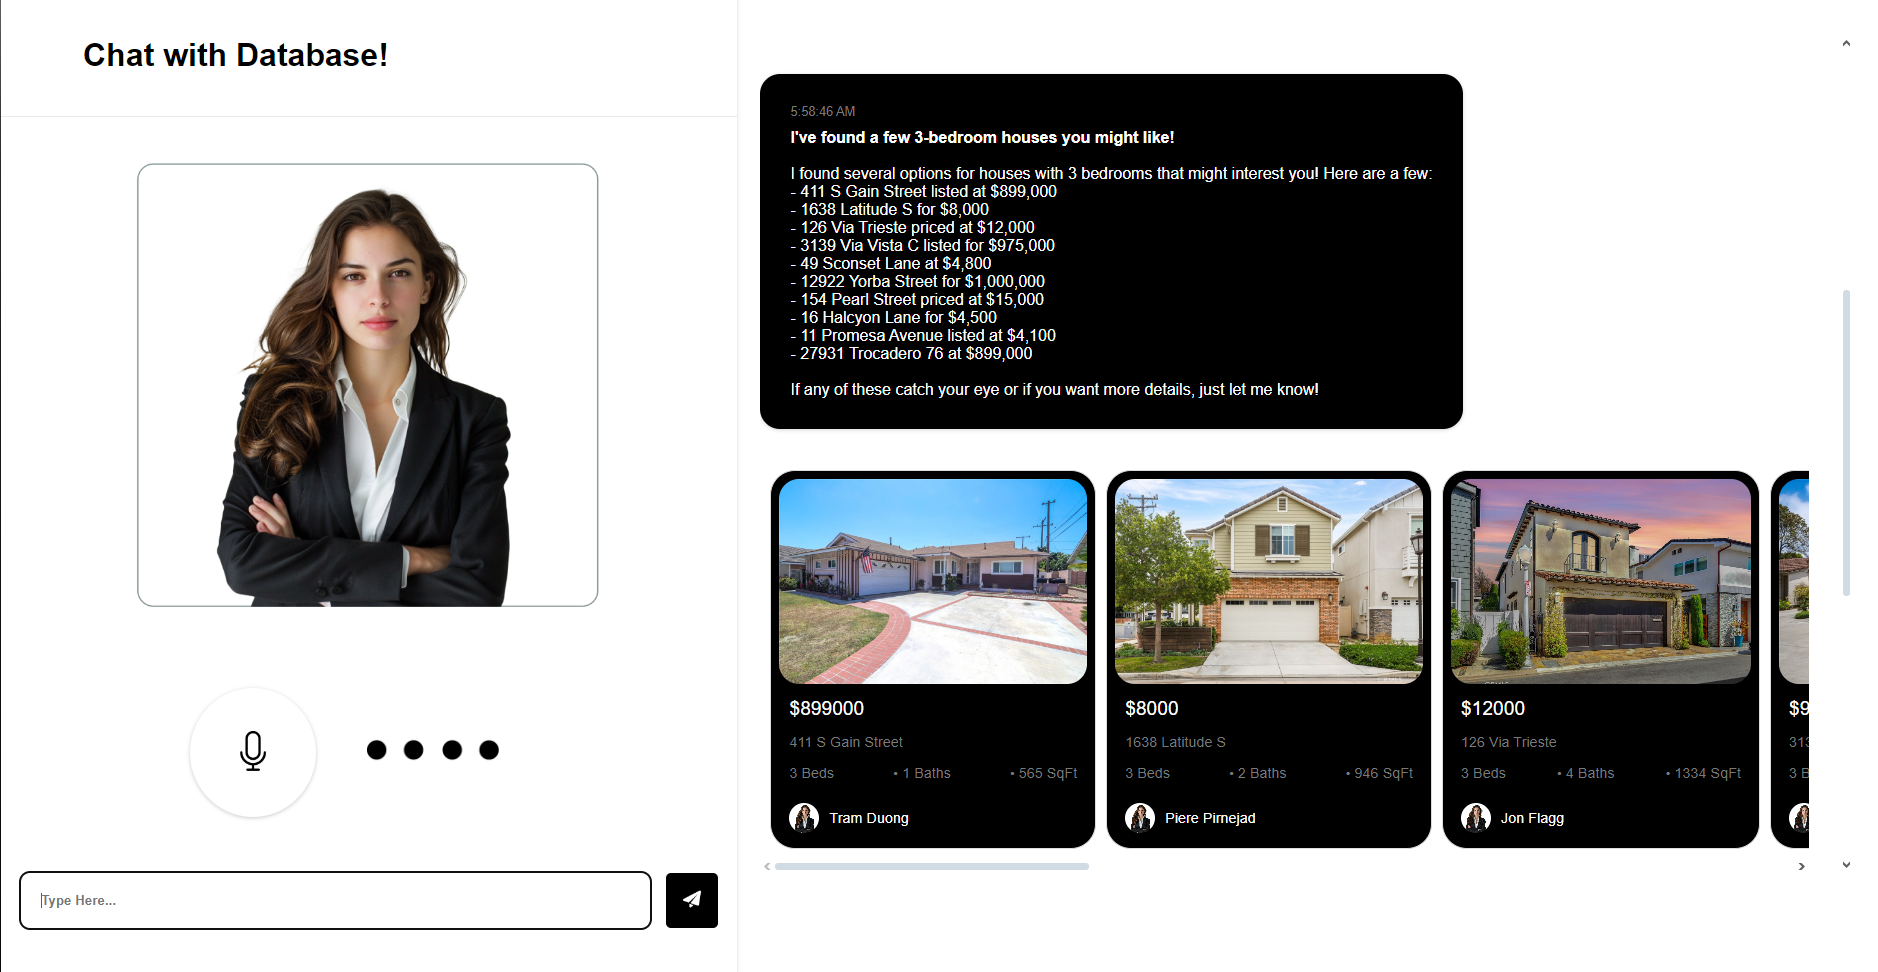 Chat with Database!
Type Here...
5:58:46 AM
I've found a few 3-bedroom houses you might like!
I found several options for houses with 3 bedrooms that might interest you! Here are a few:
- 411 S Gain Street listed at $899,000
- 1638 Latitude S for $8,000
- 126 Via Trieste priced at $12,000
- 3139 Via Vista C listed for $975,000
- 49 Sconset Lane at $4,800
- 12922 Yorba Street for $1,000,000
- 154 Pearl Street priced at $15,000
- 16 Halcyon Lane for $4,500
- 11 Promesa Avenue listed at $4,100
- 27931 Trocadero 76 at $899,000
If any of these catch your eye or if you want more details, just let me know!
$899000
411 S Gain Street
3 Beds • 1 Baths • 565 SqFt
Tram Duong
$8000
1638 Latitude S
3 Beds • 2 Baths • 946 SqFt
Piere Pirnejad
$12000
126 Via Trieste
3 Beds • 4 Baths • 1334 SqFt
Jon Flagg
$9
313
3 B